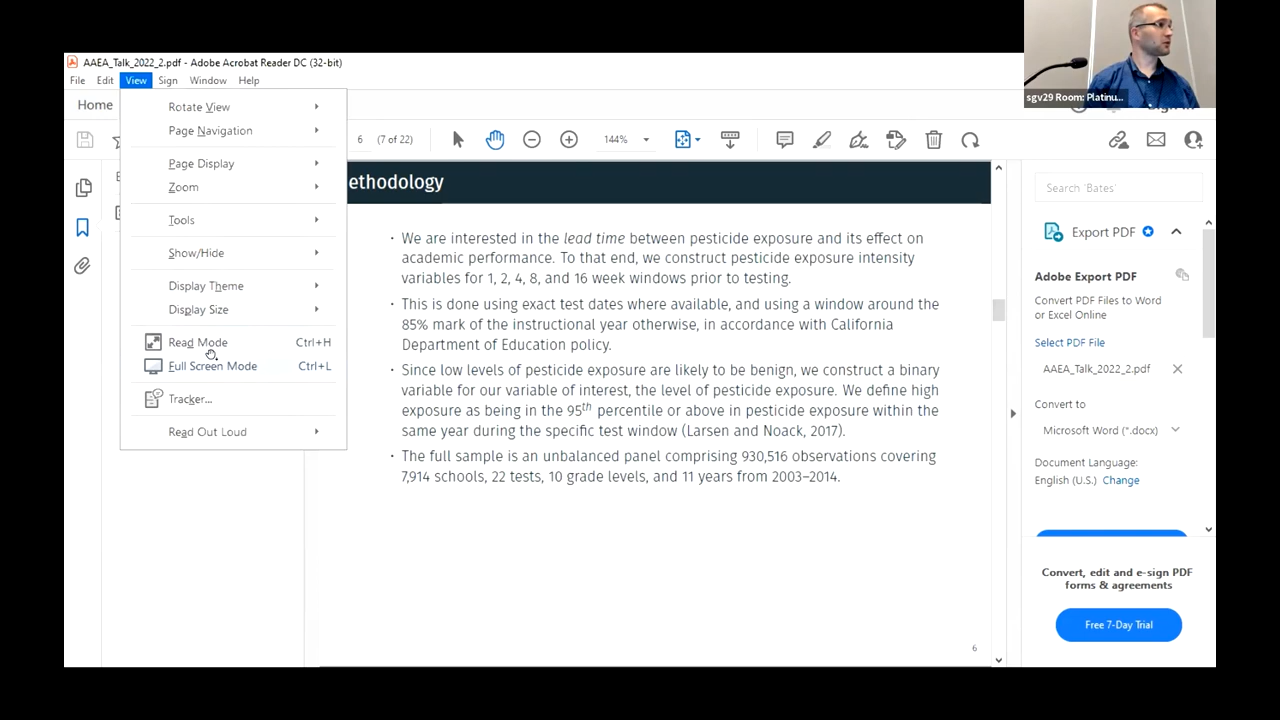 AAEA_Talk_2022_2.pdf - Adobe Acrobat Reader DC (32-bit)
File Edit View Sign Window Help
Home
sgv29 Room: Platinu...
6 (7 of 22) 144%
Rotate View
Page Navigation
Page Display
Zoom
Tools
Show/Hide
Display Theme
Display Size
Read Mode Ctrl+H
Full Screen Mode Ctrl+L
Tracker...
Read Out Loud
ethodology
· We are interested in the lead time between pesticide exposure and its effect on
academic performance. To that end, we construct pesticide exposure intensity
variables for 1, 2, 4, 8, and 16 week windows prior to testing.
· This is done using exact test dates where available, and using a window around the
85% mark of the instructional year otherwise, in accordance with California
Department of Education policy.
· Since low levels of pesticide exposure are likely to be benign, we construct a binary
variable for our variable of interest, the level of pesticide exposure. We define high
exposure as being in the 95th percentile or above in pesticide exposure within the
same year during the specific test window (Larsen and Noack, 2017).
· The full sample is an unbalanced panel comprising 930,516 observations covering
7,914 schools, 22 tests, 10 grade levels, and 11 years from 2003–2014.
6
Search 'Bates'
Export PDF
Adobe Export PDF
Convert PDF Files to Word
or Excel Online
Select PDF File
AAEA_Talk_2022_2.pdf
Convert to
Microsoft Word (*.docx)
Document Language:
English (U.S.) Change
Convert, edit and e-sign PDF
forms & agreements
Free 7-Day Trial